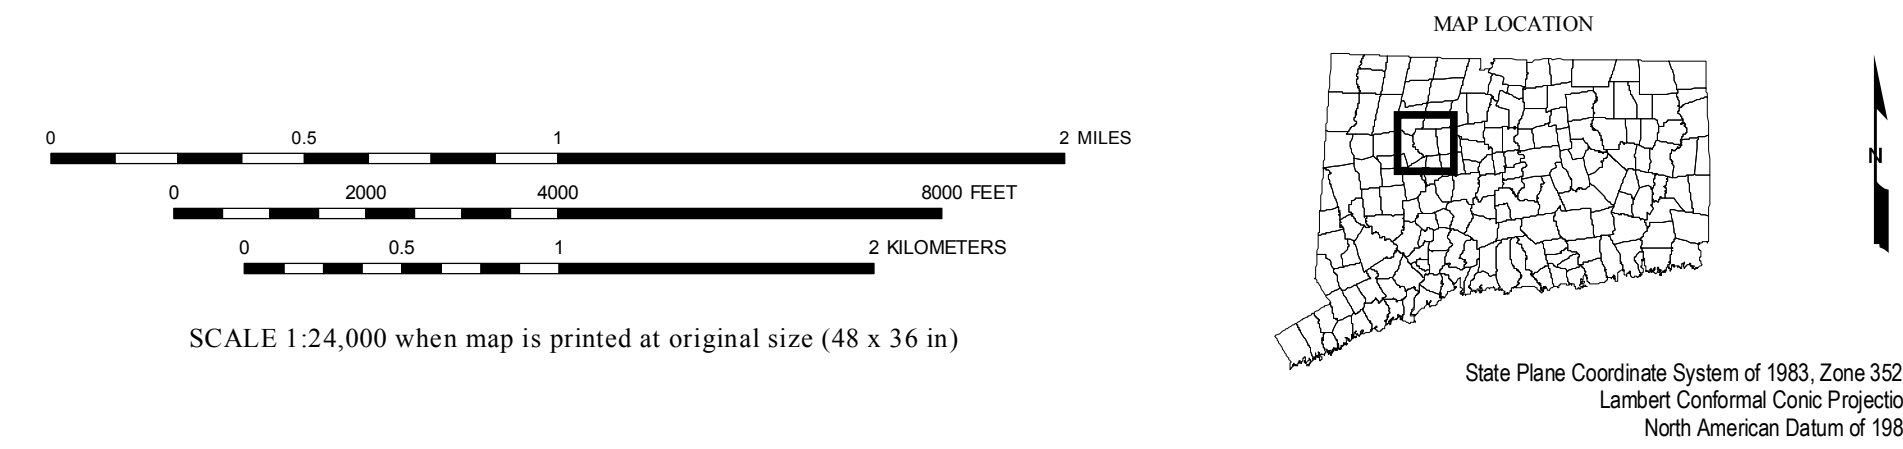 MAP LOCATION
0 0.5 1 2 MILES
0 2000 4000 8000 FEET
0 0.5 1 2 KILOMETERS
SCALE 1:24,000 when map is printed at original size (48 x 36 in)
N
State Plane Coordinate System of 1983, Zone 352
Lambert Conformal Conic Projectio
North American Datum of 198